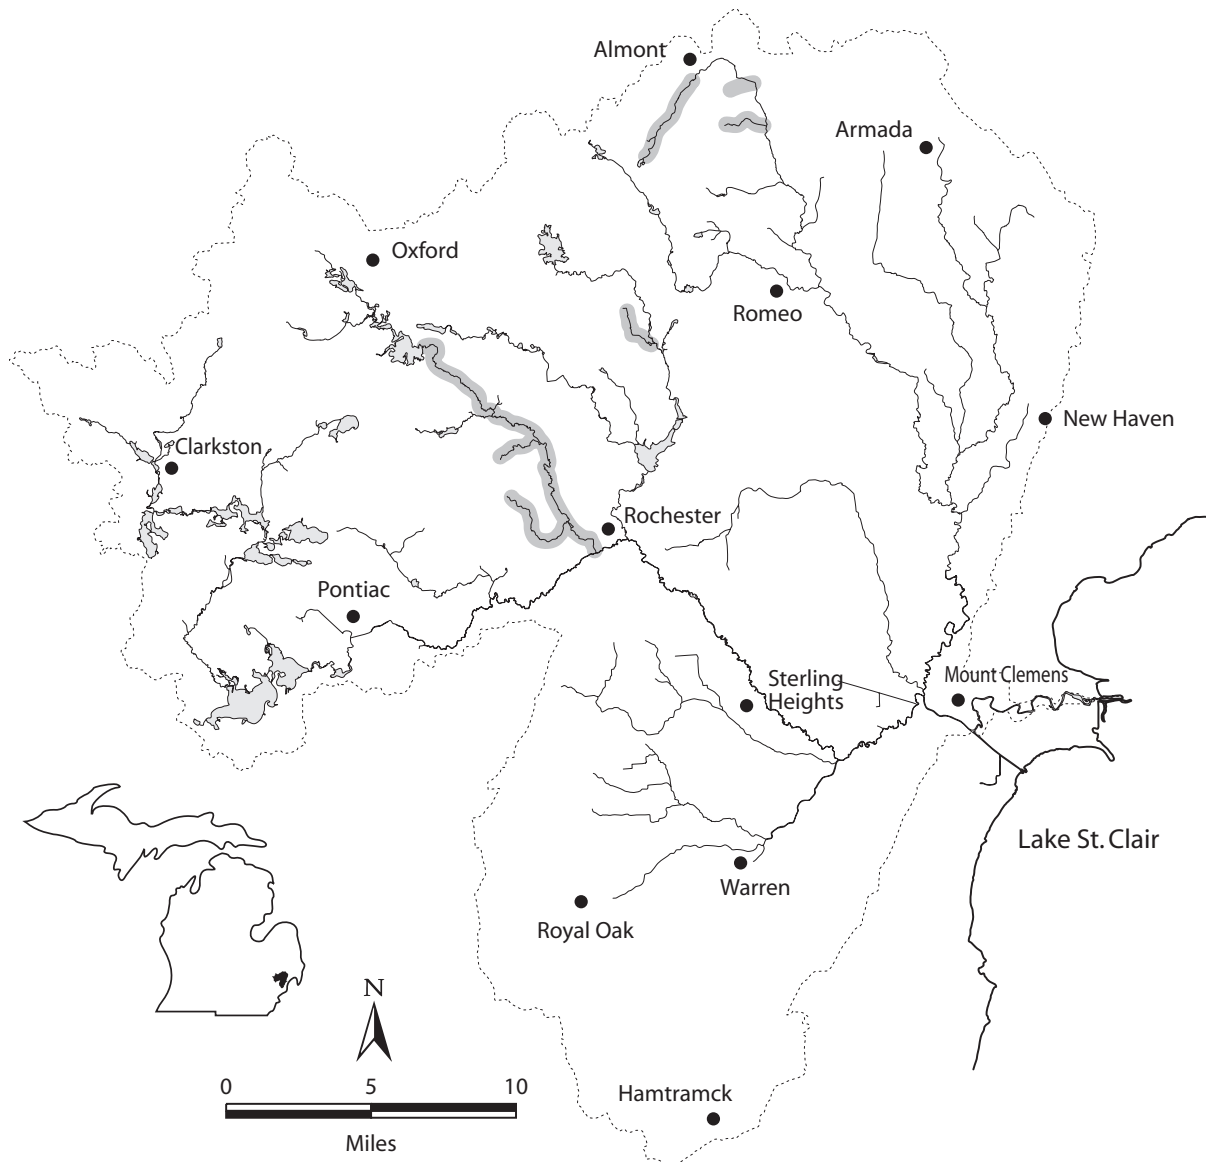 Almont
Armada
Oxford
Romeo
New Haven
Clarkston
Rochester
Pontiac
Mount Clemens
Sterling
Heights
Lake St. Clair
Warren
Royal Oak
N
0 5 10
Miles
Hamtramck